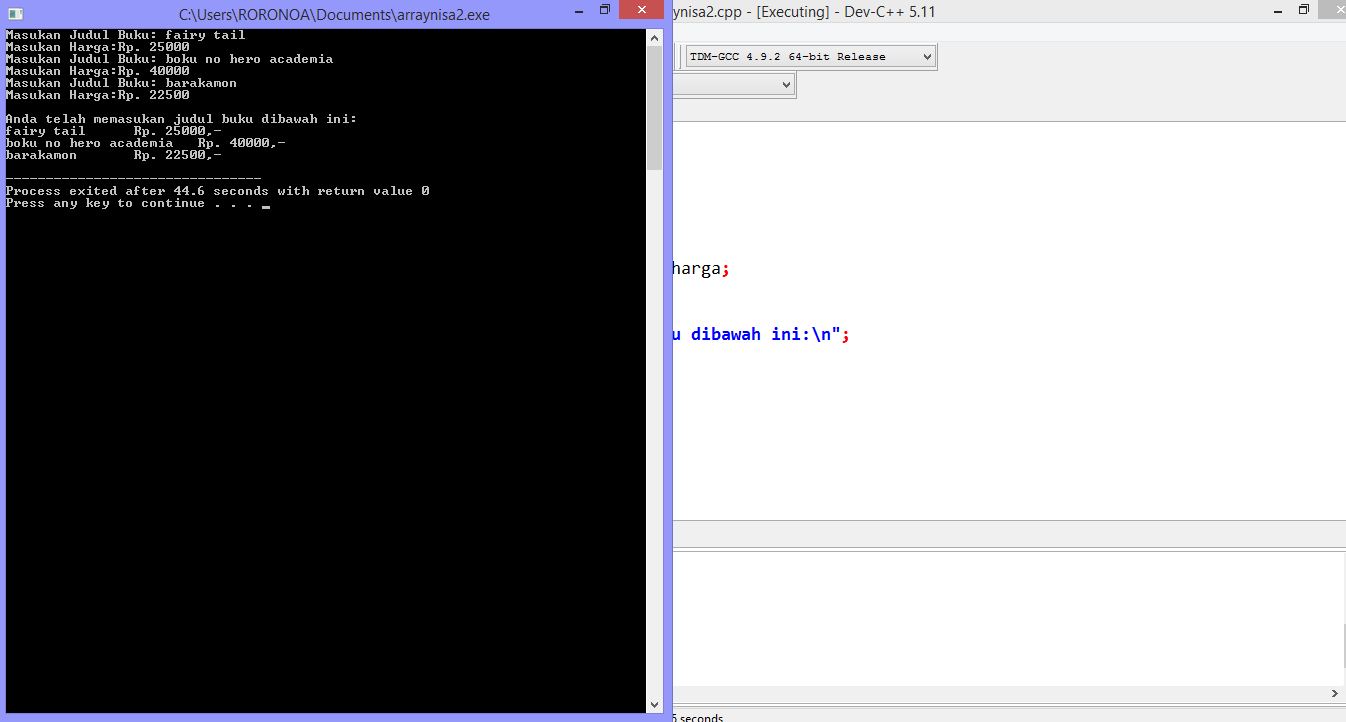 C:\Users\RORONOA\Documents\arraynisa2.exe
ynisa2.cpp - [Executing] - Dev-C++ 5.11
Masukan Judul Buku: fairy tail
Masukan Harga:Rp. 25000
Masukan Judul Buku: boku no hero academia
Masukan Harga:Rp. 40000
Masukan Judul Buku: barakamon
Masukan Harga:Rp. 22500
Anda telah memasukan judul buku dibawah ini:
fairy tail Rp. 25000,-
boku no hero academia Rp. 40000,-
barakamon Rp. 22500,-
--------------------------------
Process exited after 44.6 seconds with return value 0
Press any key to continue . . . _
TDM-GCC 4.9.2 64-bit Release
harga;
u dibawah ini:\n";
5 seconds